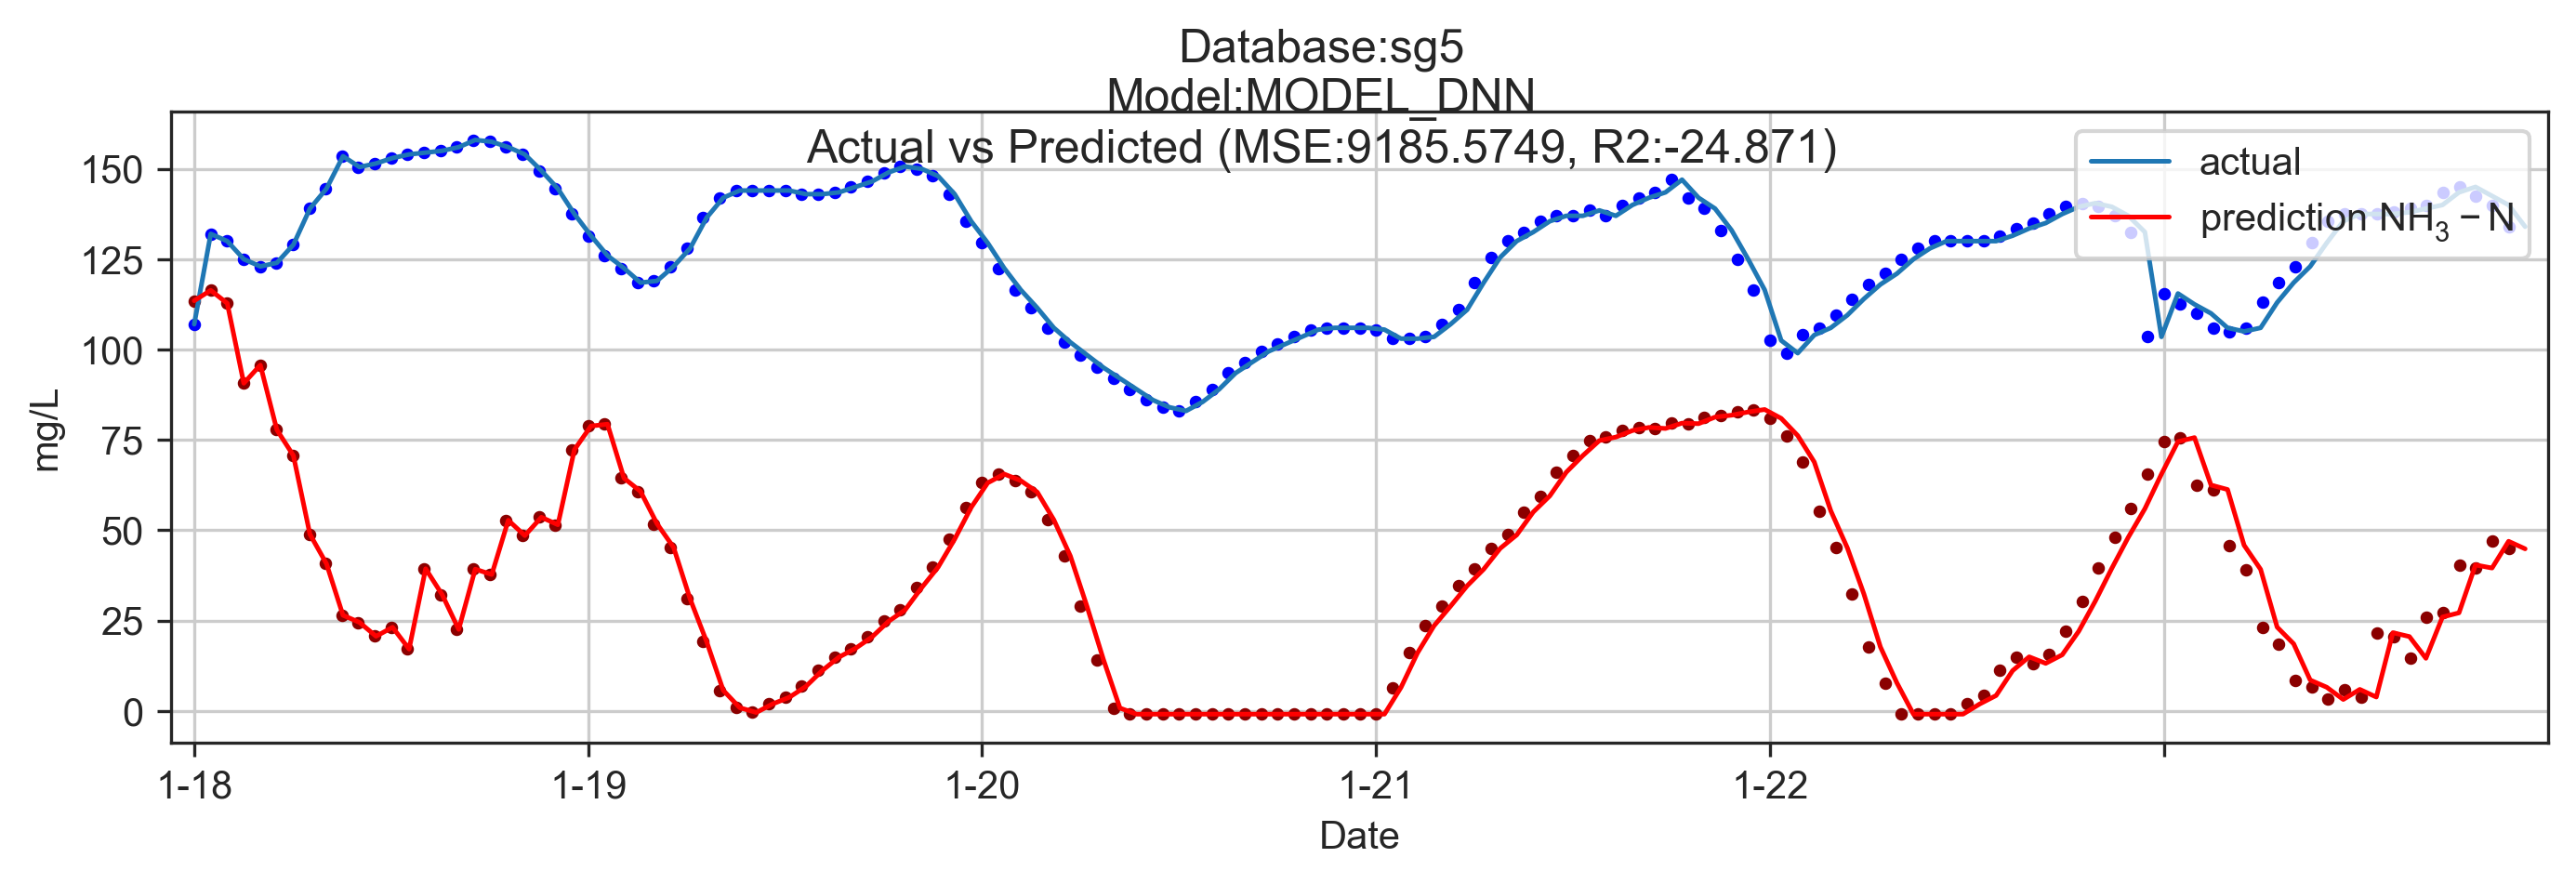 Database:sg5
Model:MODEL_DNN
Actual vs Predicted (MSE:9185.5749, R2:-24.871)
actual
prediction NH₃ − N
150
125
100
75
50
25
0
mg/L
1-18 1-19 1-20 1-21 1-22
Date